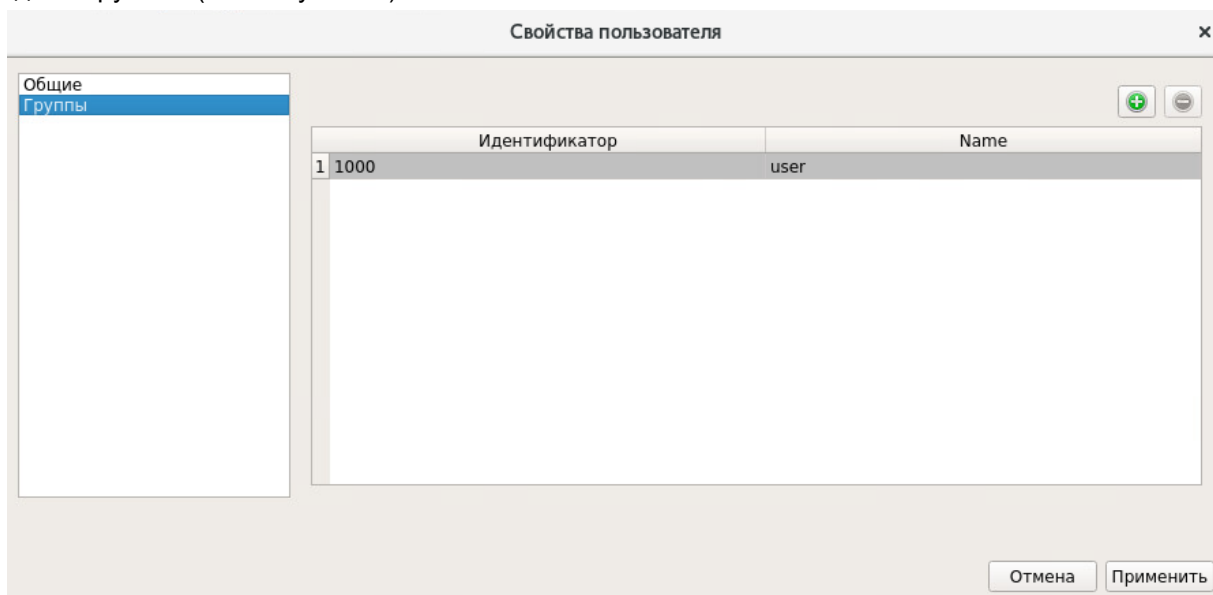 Свойства пользователя ×
Общие
Группы
Идентификатор Name
1 1000 user
Отмена Применить